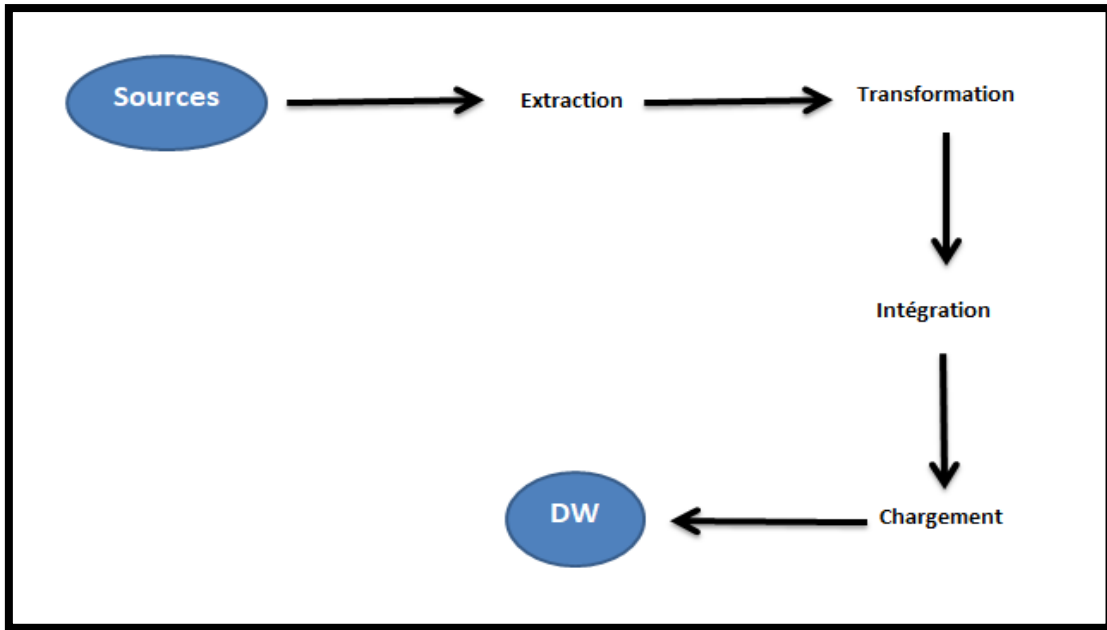 Sources
Extraction
Transformation
Intégration
Chargement
DW